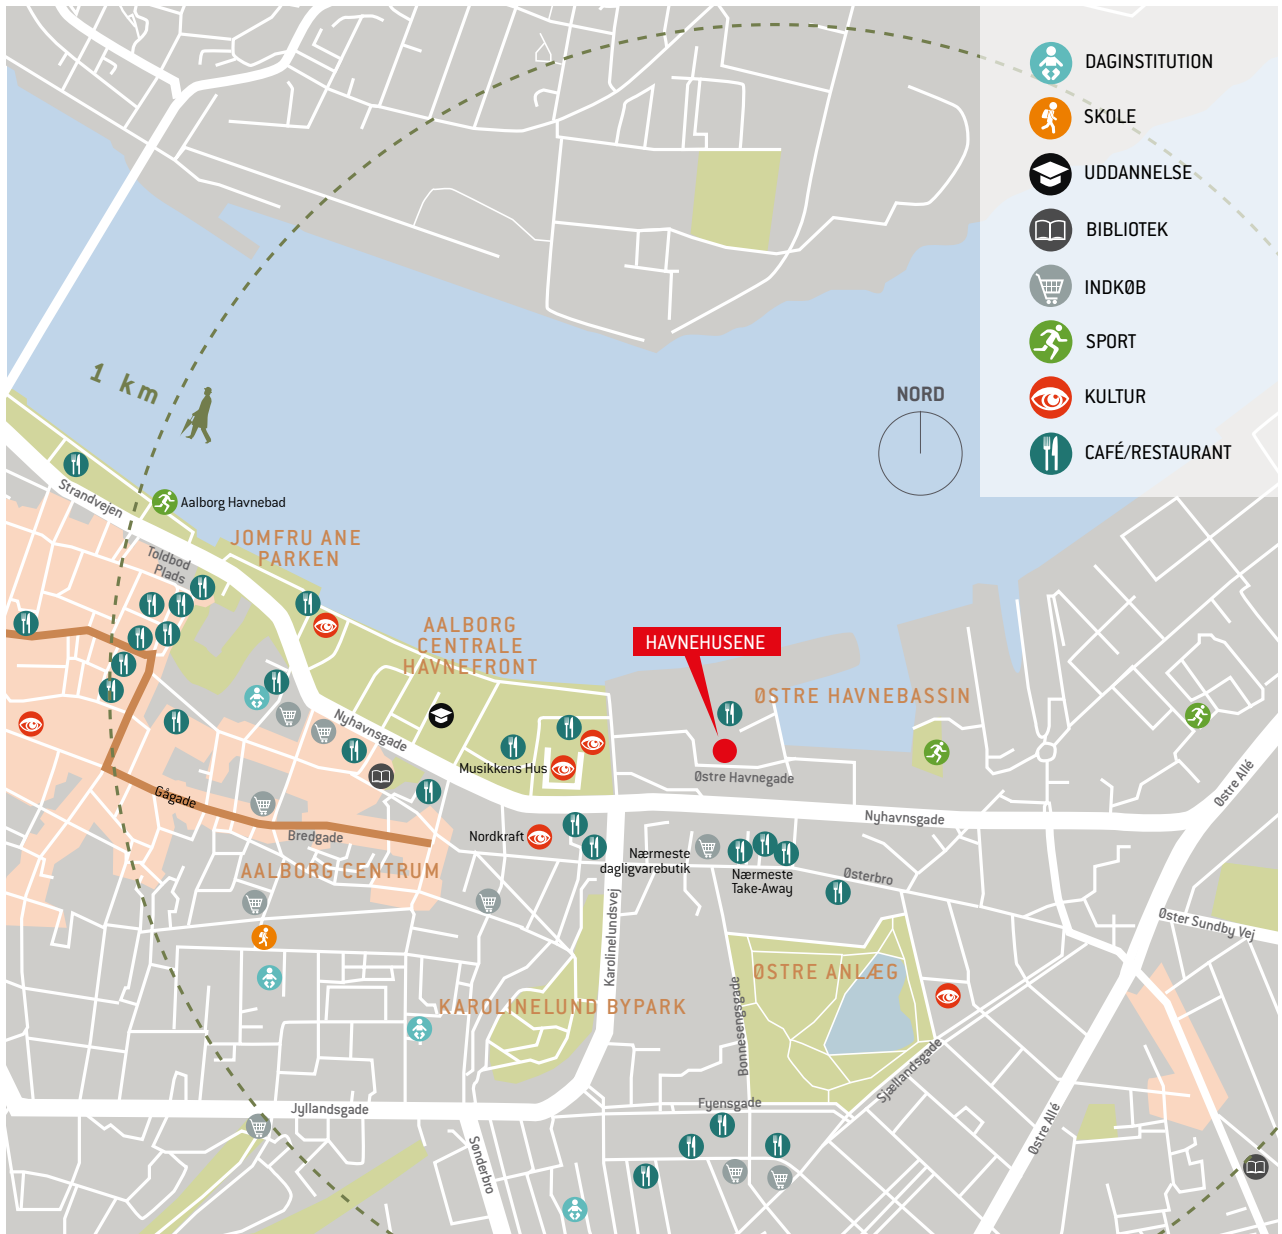 DAGINSTITUTION
SKOLE
UDDANNELSE
BIBLIOTEK
INDKØB
SPORT
KULTUR
CAFÉ/RESTAURANT
NORD
1 km
Strandvejen
Aalborg Havnebad
JOMFRU ANE
PARKEN
Toldbod
Plads
AALBORG
CENTRALE
HAVNEFRONT
HAVNEHUSENE
ØSTRE HAVNEBASSIN
Nyhavnsgade
Musikkens Hus
Østre Havnegade
Østre Allé
Gågade
Bredgade
Nordkraft
Nyhavnsgade
Nærmeste
dagligvarebutik
Nærmeste
Take-Away
Østerbro
AALBORG CENTRUM
Karolinelundsvej
Øster Sundby Vej
ØSTRE ANLÆG
KAROLINELUND BYPARK
Bonnesengsgade
Sjællandsgade
Jyllandsgade
Fyensgade
Østre Allé
Sønderbro